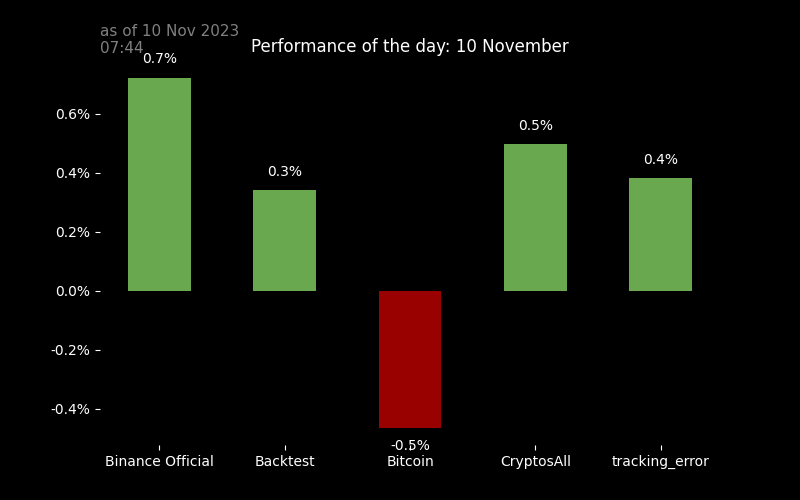 as of 10 Nov 2023
07:44
Performance of the day: 10 November
0.7%
0.6%
0.5%
0.4%
0.4%
0.3%
0.2%
0.0%
-0.2%
-0.4%
-0.5%
Binance Official
Backtest
Bitcoin
CryptosAll
tracking_error